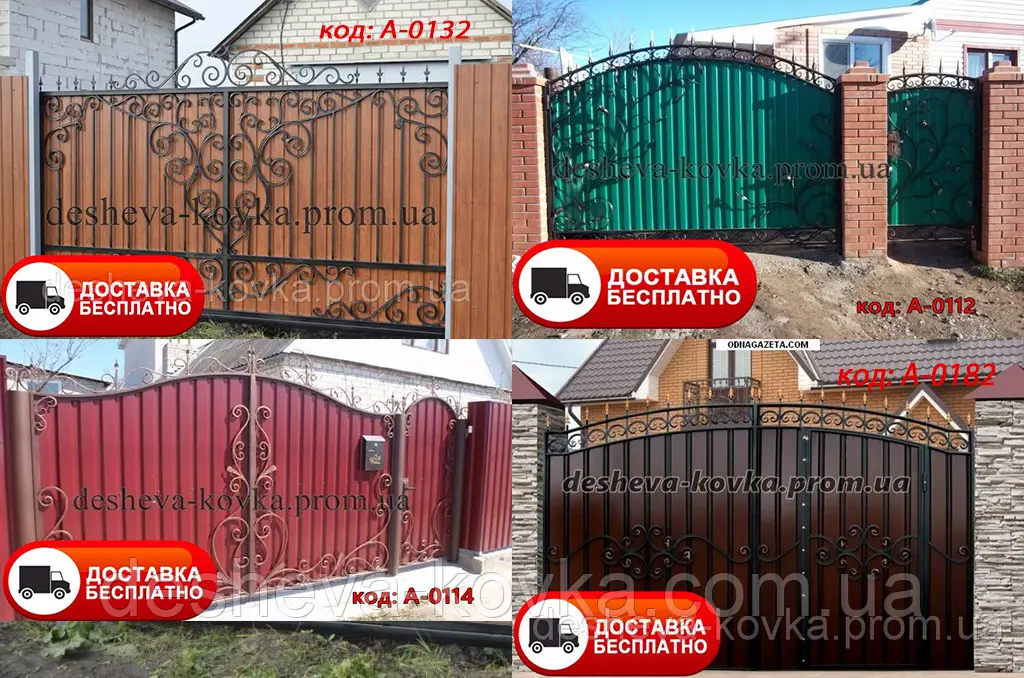 код: А-0132
desheva-kovka.prom.ua
desheva-kovka.prom.ua
ДОСТАВКА
БЕСПЛАТНО
desheva-kovka.prom.ua
ДОСТАВКА
БЕСПЛАТНО
код: А-0112
desheva-kovka.prom.ua
ДОСТАВКА
БЕСПЛАТНО
код: А-0114
ODNAGAZETA.COM
код: А-0182
desheva-kovka.prom.ua
desheva-kovka.com.ua
ДОСТАВКА
БЕСПЛАТНО
desheva-kovka.prom.ua